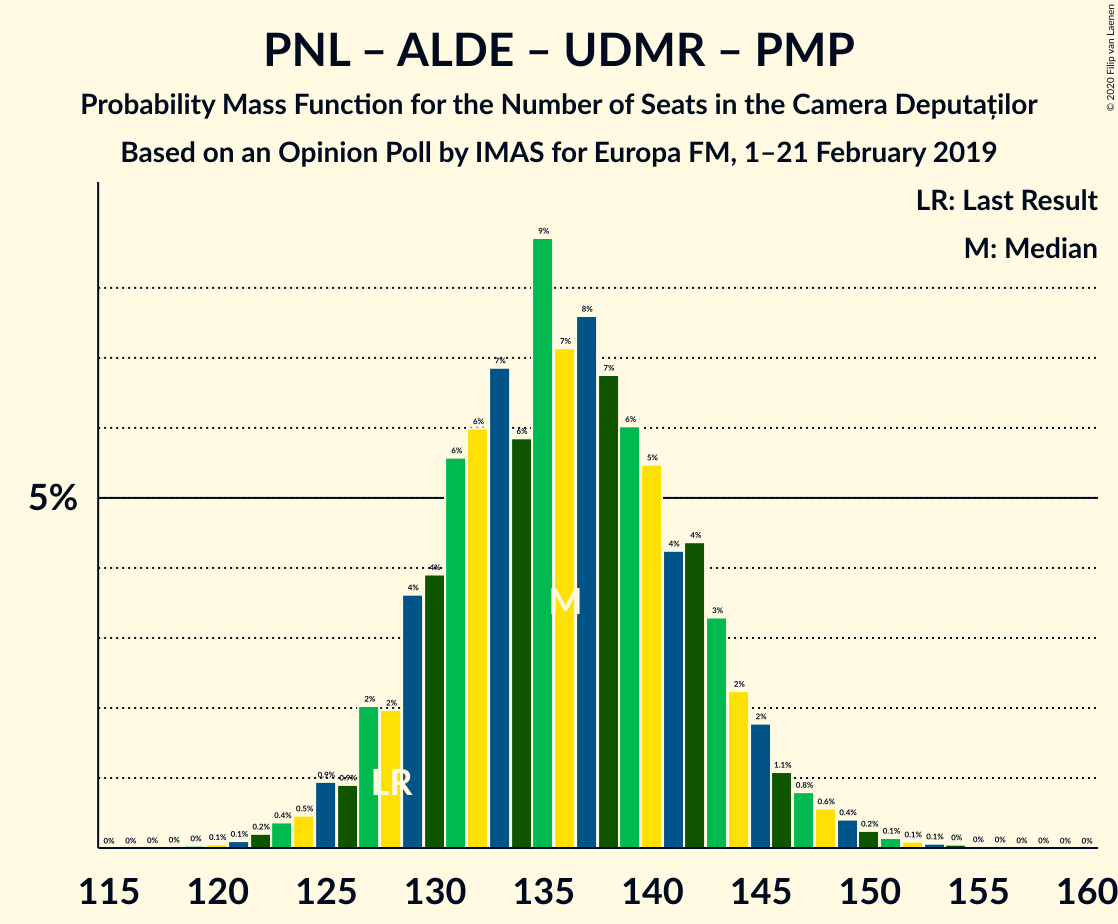 PNL – ALDE – UDMR – PMP
Probability Mass Function for the Number of Seats in the Camera Deputaților
Based on an Opinion Poll by IMAS for Europa FM, 1–21 February 2019
© 2020 Filip van Laenen
LR: Last Result
M: Median
5%
0% 0% 0% 0% 0% 0.1% 0.1% 0.2% 0.4% 0.5% 0.9% 0.9% 2% 2% 4% 4% 6% 6% 7% 6% 9% 7% 8% 7% 6% 5% 4% 4% 3% 2% 2% 1.1% 0.8% 0.6% 0.4% 0.2% 0.1% 0.1% 0.1% 0% 0% 0% 0% 0% 0% 0%
M
LR
115 120 125 130 135 140 145 150 155 160